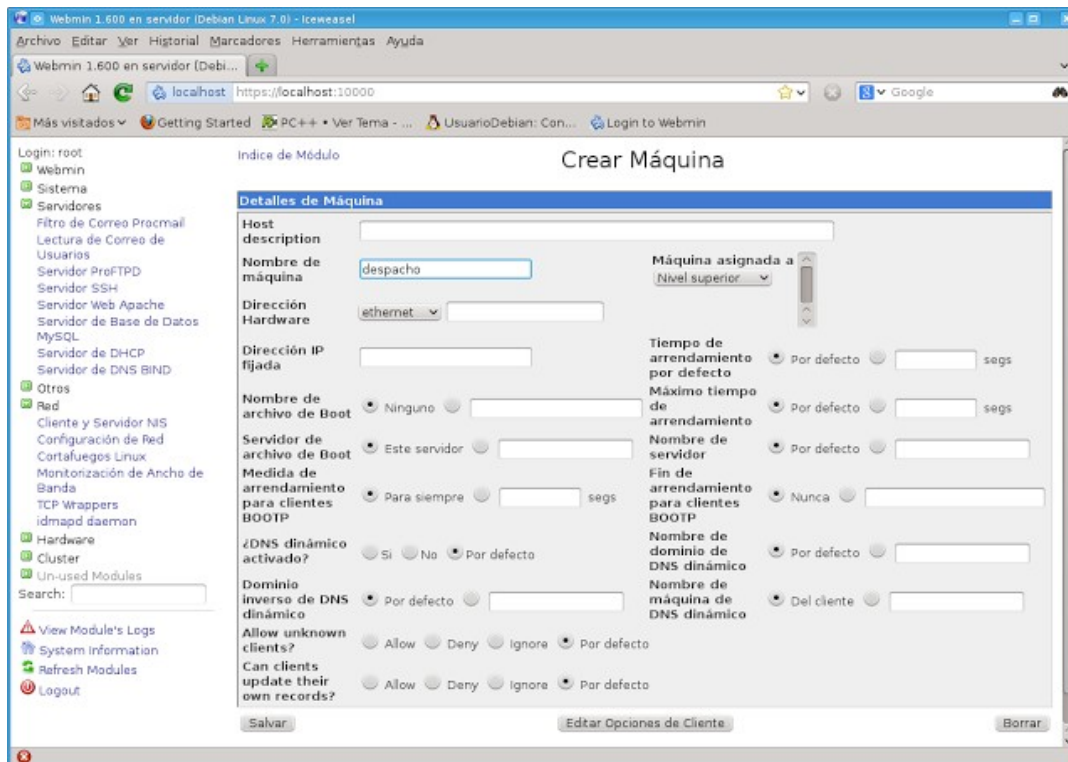 Webmin 1.600 en servidor (Debian Linux 7.0) - Iceweasel
Archivo Editar Ver Historial Marcadores Herramientas Ayuda
Webmin 1.600 en servidor (Debi...
localhost https://localhost:10000 Google
Más visitados Getting Started PC++ • Ver Tema - ... UsuarioDebian: Con... Login to Webmin
Login: root
Webmin
Sistema
Servidores
Filtro de Correo Procmail
Lectura de Correo de
Usuarios
Servidor ProFTPD
Servidor SSH
Servidor Web Apache
Servidor de Base de Datos
MySQL
Servidor de DHCP
Servidor de DNS BIND
Otros
Red
Cliente y Servidor NIS
Configuración de Red
Cortafuegos Linux
Monitorización de Ancho de
Banda
TCP Wrappers
idmapd daemon
Hardware
Cluster
Un-used Modules
Search:
View Module's Logs
System Information
Refresh Modules
Logout
Indice de Módulo
Crear Máquina
Detalles de Máquina
Host
description
Nombre de
máquina
despacho
Máquina asignada a
Nivel superior
Dirección
Hardware
ethernet
Dirección IP
fijada
Tiempo de
arrendamiento
por defecto
Por defecto segs
Nombre de
archivo de Boot
Ninguno
Máximo tiempo
de
arrendamiento
Por defecto segs
Servidor de
archivo de Boot
Este servidor
Nombre de
servidor
Por defecto
Medida de
arrendamiento
para clientes
BOOTP
Para siempre segs
Fin de
arrendamiento
para clientes
BOOTP
Nunca
¿DNS dinámico
activado?
Si No Por defecto
Nombre de
dominio de
DNS dinámico
Por defecto
Dominio
inverso de DNS
dinámico
Por defecto
Nombre de
máquina de
DNS dinámico
Del cliente
Allow unknown
clients?
Allow Deny Ignore Por defecto
Can clients
update their
own records?
Allow Deny Ignore Por defecto
Salvar Editar Opciones de Cliente Borrar